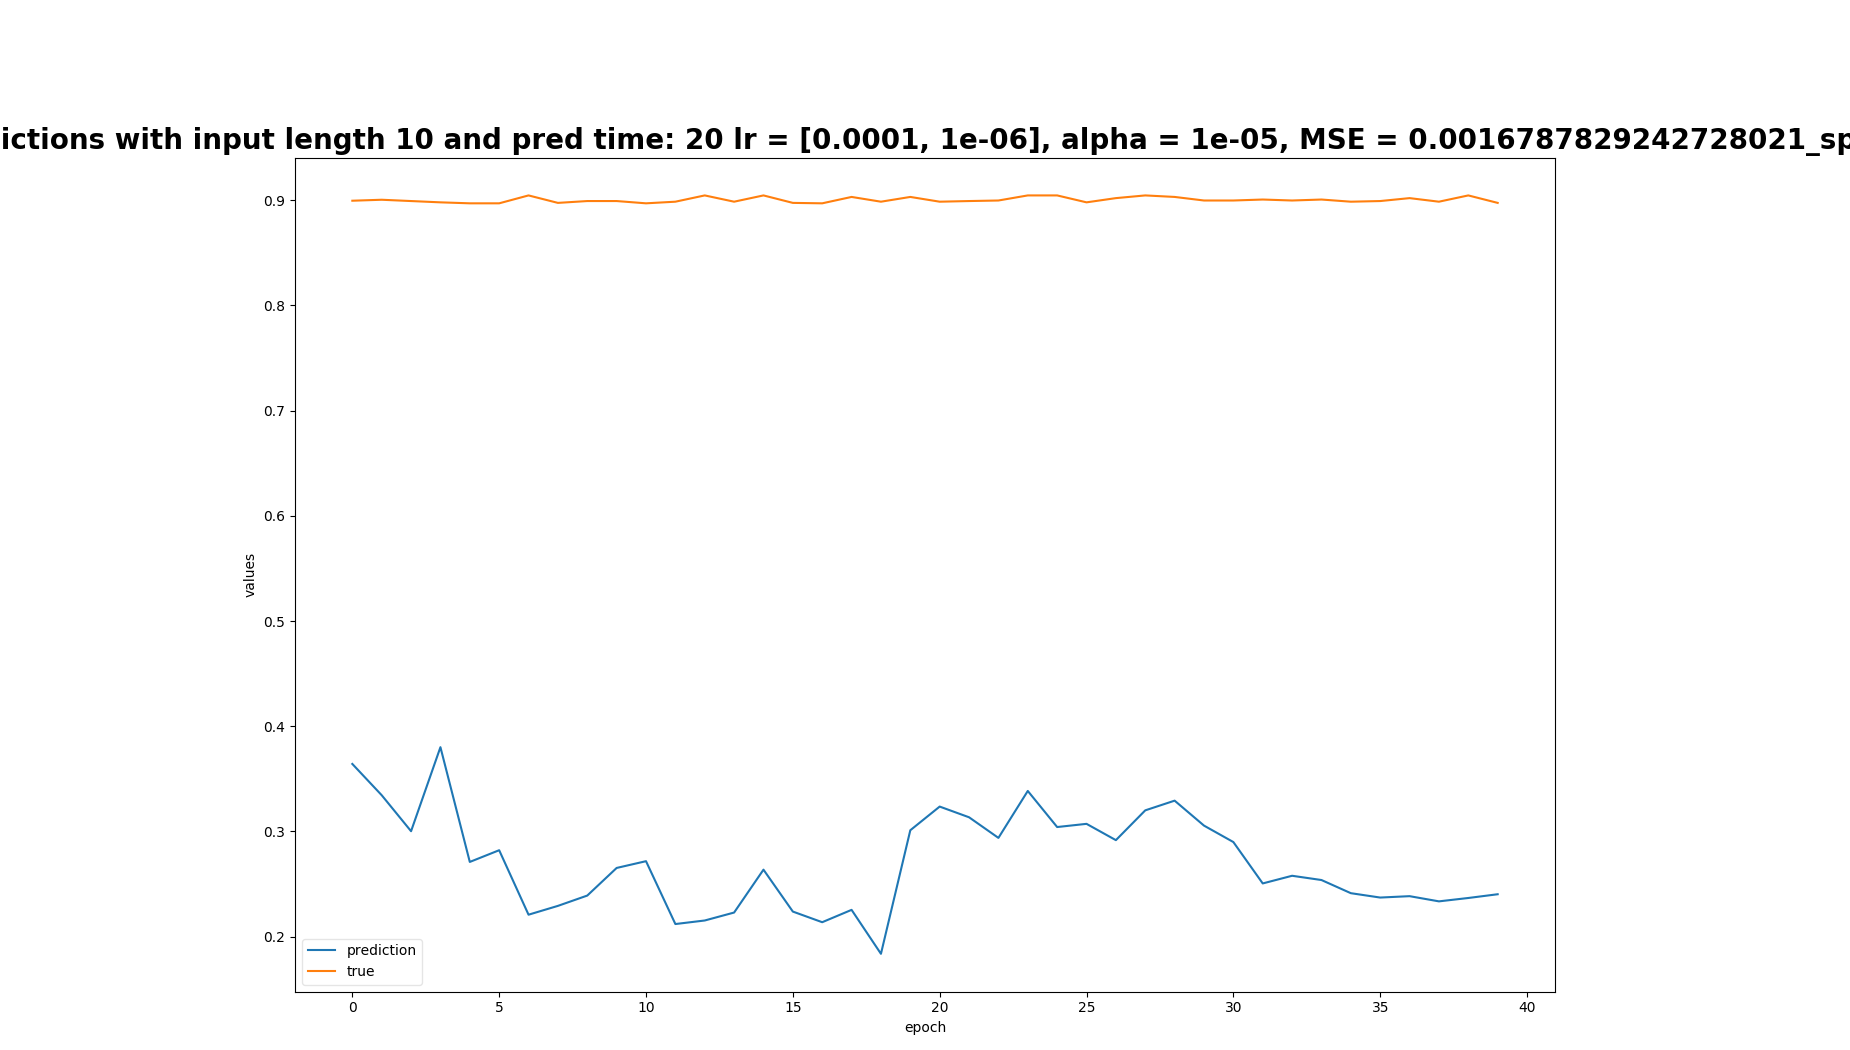 ictions with input length 10 and pred time: 20 lr = [0.0001, 1e-06], alpha = 1e-05, MSE = 0.0016787829242728021_sp
0.9
0.8
0.7
0.6
0.5
0.4
0.3
0.2
values
prediction
true
0 5 10 15 20 25 30 35 40
epoch